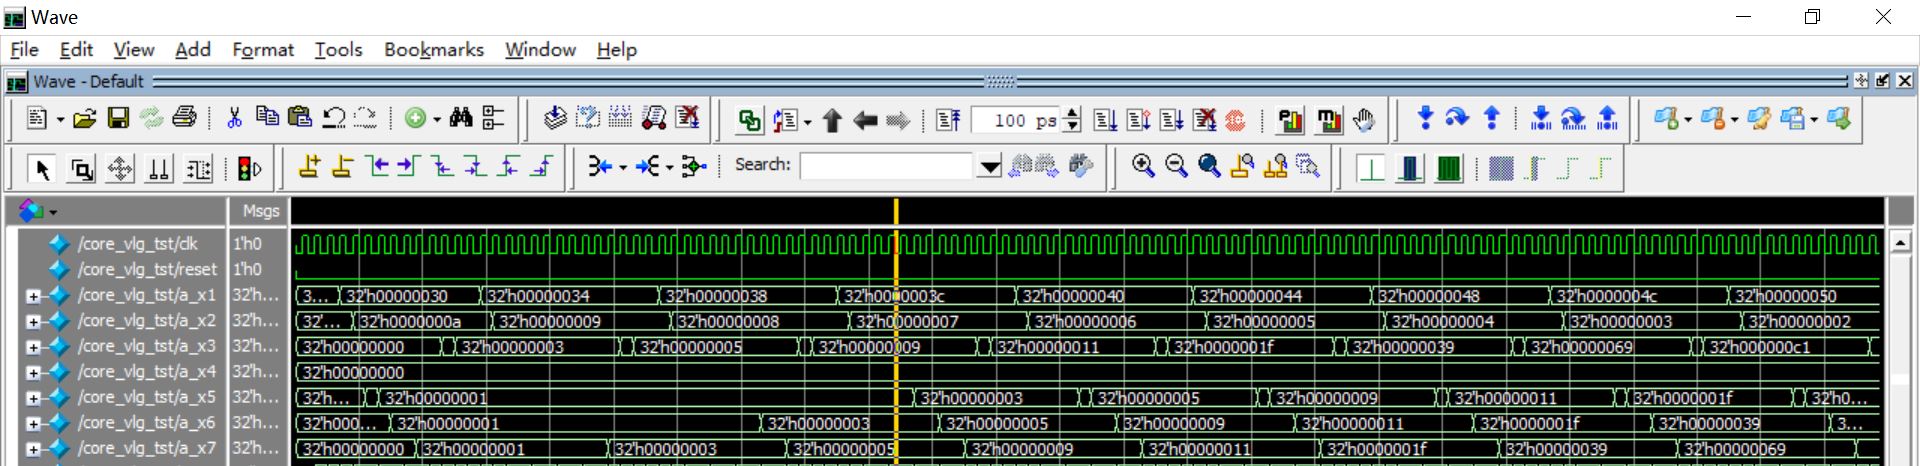 Wave
File Edit View Add Format Tools Bookmarks Window Help
Wave - Default
100 ps
Search:
Msgs
/core_vlg_tst/clk 1'h0
/core_vlg_tst/reset 1'h0
/core_vlg_tst/a_x1 32'h... 3... 32'h00000030 32'h00000034 32'h00000038 32'h0000003c 32'h00000040 32'h00000044 32'h00000048 32'h0000004c 32'h00000050
/core_vlg_tst/a_x2 32'h... 32'... 32'h0000000a 32'h00000009 32'h00000008 32'h00000007 32'h00000006 32'h00000005 32'h00000004 32'h00000003 32'h00000002
/core_vlg_tst/a_x3 32'h... 32'h00000000 32'h00000003 32'h00000005 32'h00000009 32'h00000011 32'h0000001f 32'h00000039 32'h00000069 32'h000000c1
/core_vlg_tst/a_x4 32'h... 32'h00000000
/core_vlg_tst/a_x5 32'h... 32'h... 32'h00000001 32'h00000003 32'h00000005 32'h00000009 32'h00000011 32'h0000001f 32'h0...
/core_vlg_tst/a_x6 32'h... 32'h000... 32'h00000001 32'h00000003 32'h00000005 32'h00000009 32'h00000011 32'h0000001f 32'h00000039 3...
/core_vlg_tst/a_x7 32'h... 32'h00000000 32'h00000001 32'h00000003 32'h00000005 32'h00000009 32'h00000011 32'h0000001f 32'h00000039 32'h00000069